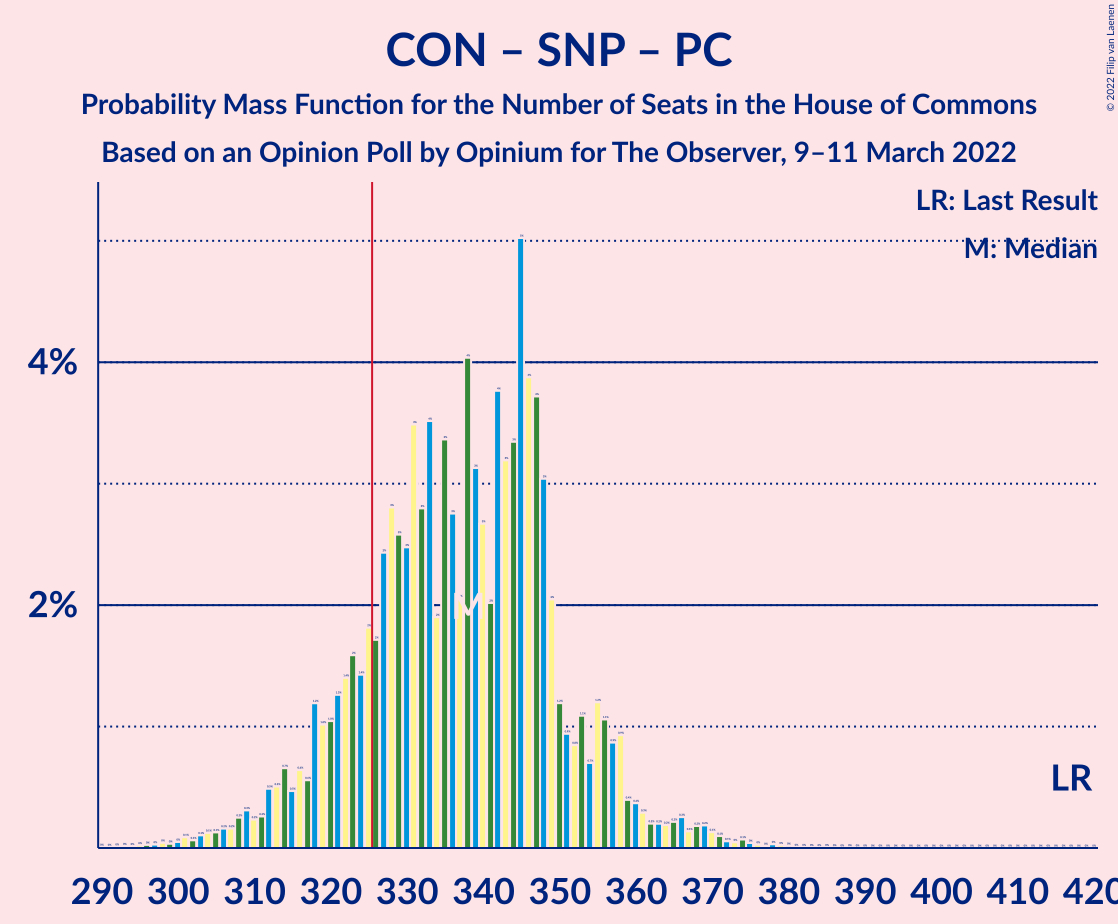 CON – SNP – PC
Probability Mass Function for the Number of Seats in the House of Commons
Based on an Opinion Poll by Opinium for The Observer, 9–11 March 2022
© 2022 Filip van Laenen
LR: Last Result
M: Median
4%
2%
M
LR
290 300 310 320 330 340 350 360 370 380 390 400 410 420